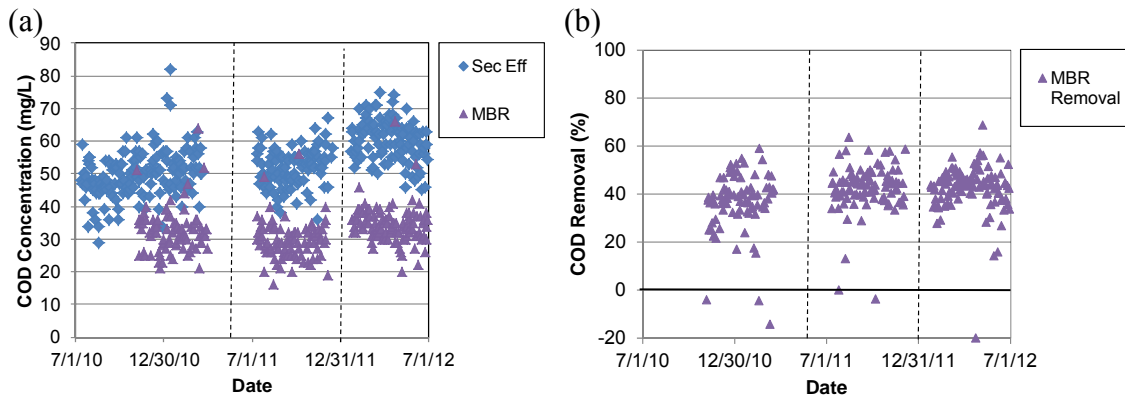 (a)
COD Concentration (mg/L)
90
80
70
60
50
40
30
20
10
0
7/1/10 12/30/10 7/1/11 12/31/11 7/1/12
Date
Sec Eff
MBR
(b)
COD Removal (%)
100
80
60
40
20
0
-20
7/1/10 12/30/10 7/1/11 12/31/11 7/1/12
Date
MBR
Removal